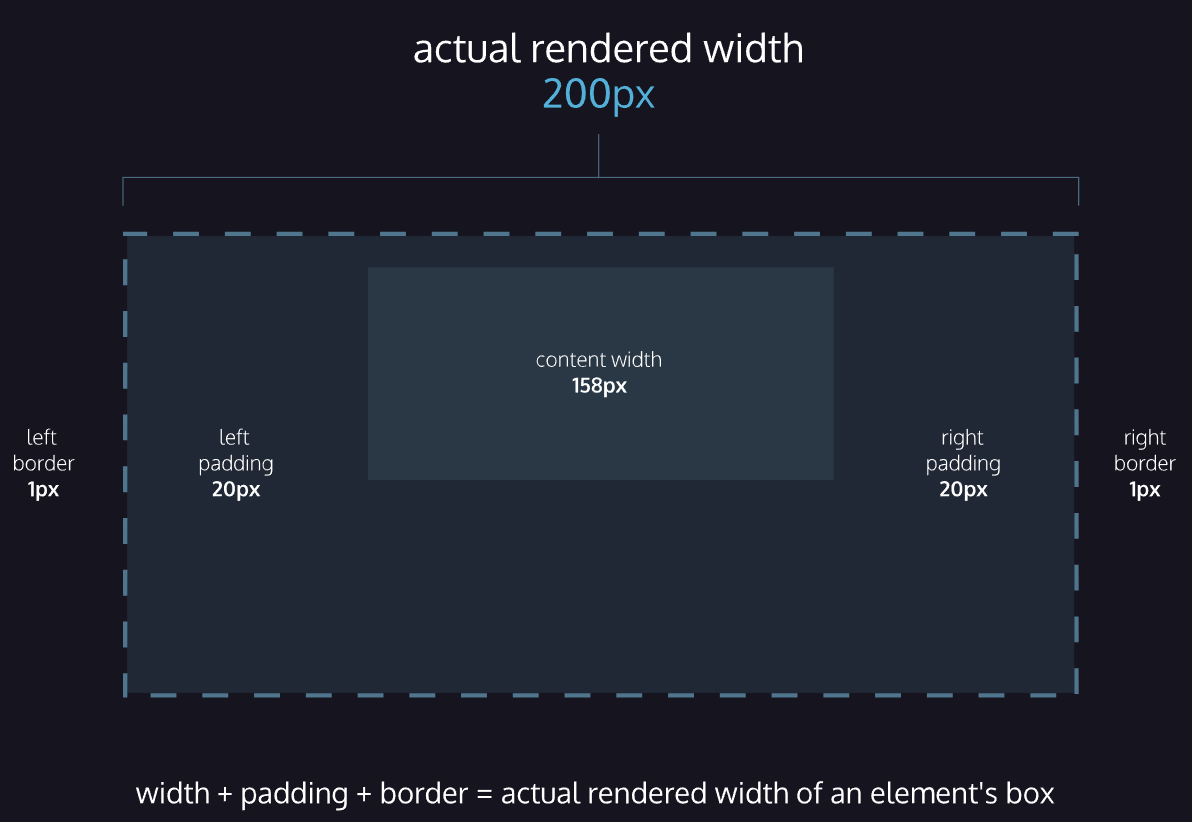 actual rendered width
200px
content width
158px
left
border
1px
left
padding
20px
right
padding
20px
right
border
1px
width + padding + border = actual rendered width of an element's box